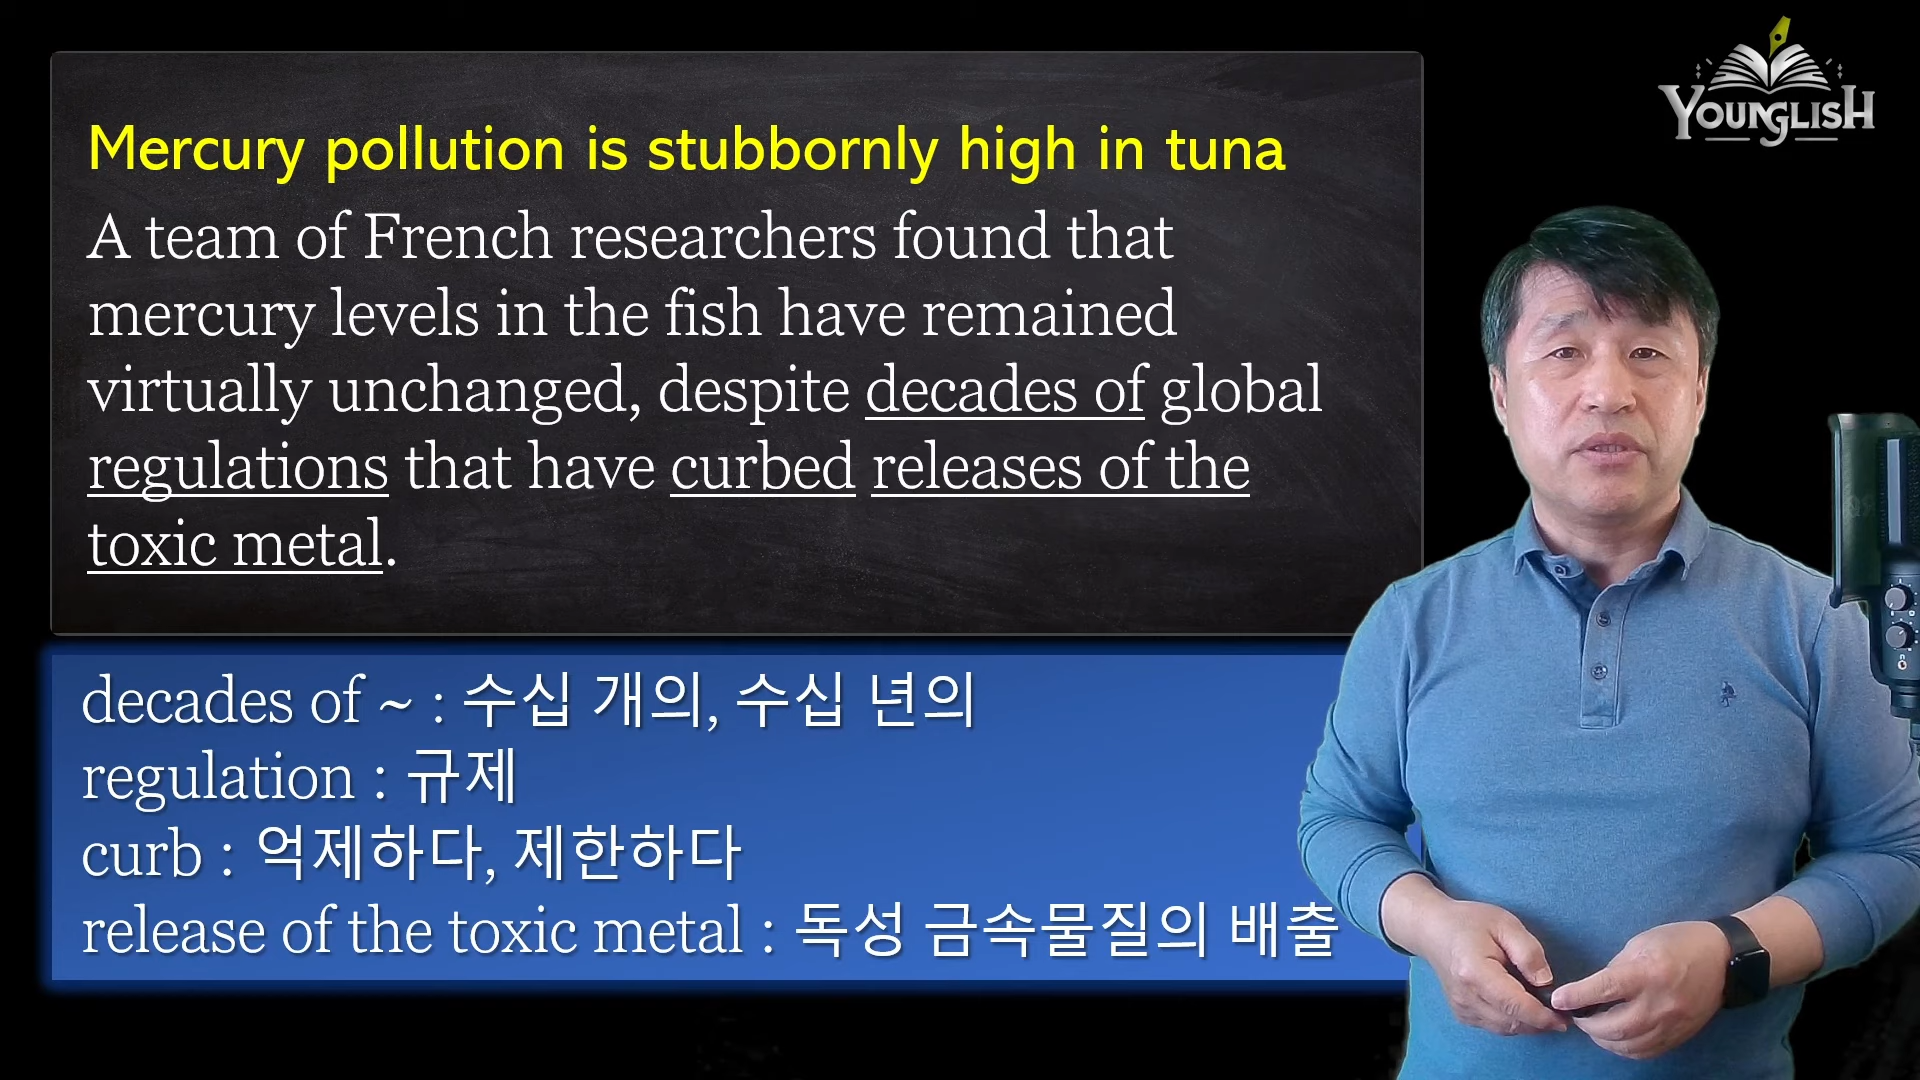 YOUNGLISH
Mercury pollution is stubbornly high in tuna
A team of French researchers found that
mercury levels in the fish have remained
virtually unchanged, despite decades of global
regulations that have curbed releases of the
toxic metal.
decades of ~ : 수십 개의, 수십 년의
regulation : 규제
curb : 억제하다, 제한하다
release of the toxic metal : 독성 금속물질의 배출